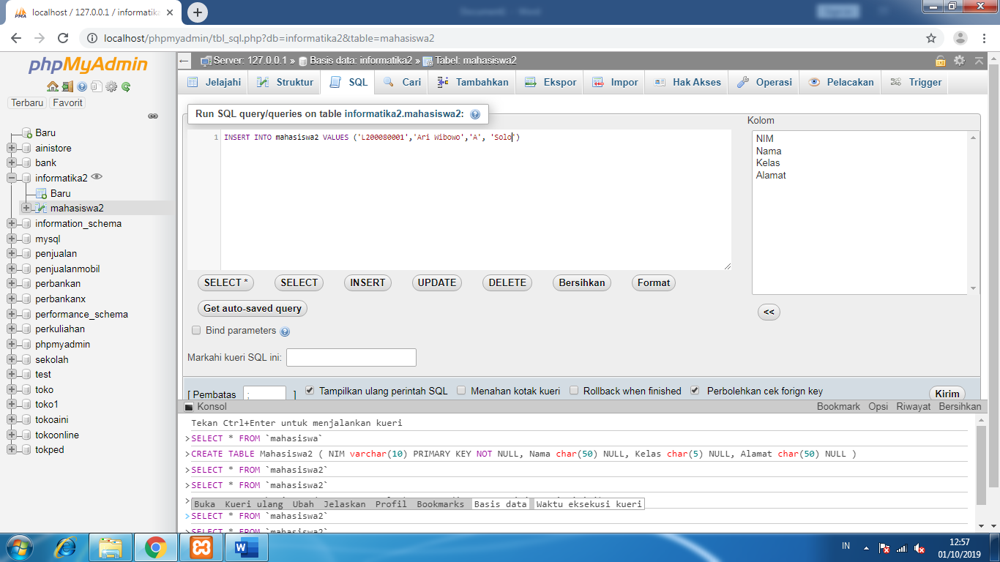 localhost / 127.0.0.1 / informati
localhost/phpmyadmin/tbl_sql.php?db=informatika2&table=mahasiswa2
phpMyAdmin
Terbaru Favorit
Baru
ainistore
bank
informatika2
Baru
mahasiswa2
information_schema
mysql
penjualan
penjualanmobil
perbankan
perbankanx
performance_schema
perkuliahan
phpmyadmin
sekolah
test
toko
toko1
tokoaini
tokoonline
tokped
Server: 127.0.0.1 » Basis data: informatika2 » Tabel: mahasiswa2
Jelajahi Struktur SQL Cari Tambahkan Ekspor Impor Hak Akses Operasi Pelacakan Trigger
Run SQL query/queries on table informatika2.mahasiswa2:
1 INSERT INTO mahasiswa2 VALUES ('L200080001','Ari Wibowo','A', 'Solo')
Kolom
NIM
Nama
Kelas
Alamat
SELECT * SELECT INSERT UPDATE DELETE Bersihkan Format
Get auto-saved query
<<
Bind parameters
Markahi kueri SQL ini:
[ Pembatas ; ] Tampilkan ulang perintah SQL Menahan kotak kueri Rollback when finished Perbolehkan cek forign key Kirim
Konsol Bookmark Opsi Riwayat Bersihkan
Tekan Ctrl+Enter untuk menjalankan kueri
>SELECT * FROM `mahasiswa`
>CREATE TABLE Mahasiswa2 ( NIM varchar(10) PRIMARY KEY NOT NULL, Nama char(50) NULL, Kelas char(5) NULL, Alamat char(50) NULL )
>SELECT * FROM `mahasiswa2`
>SELECT * FROM `mahasiswa2`
> Buka Kueri ulang Ubah Jelaskan Profil Bookmarks Basis data Waktu eksekusi kueri
>SELECT * FROM `mahasiswa2`
>SELECT * FROM `mahasiswa2`
IN
12:57
01/10/2019